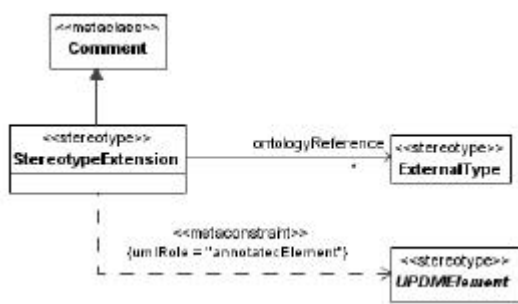 <<metaclass>>
Comment
<<stereotype>>
StereotypeExtension
ontologyReference
*
<<stereotype>>
ExternalType
<<metaconstraint>>
{umlRole = "annotatedElement"}
<<stereotype>>
UPDMElement